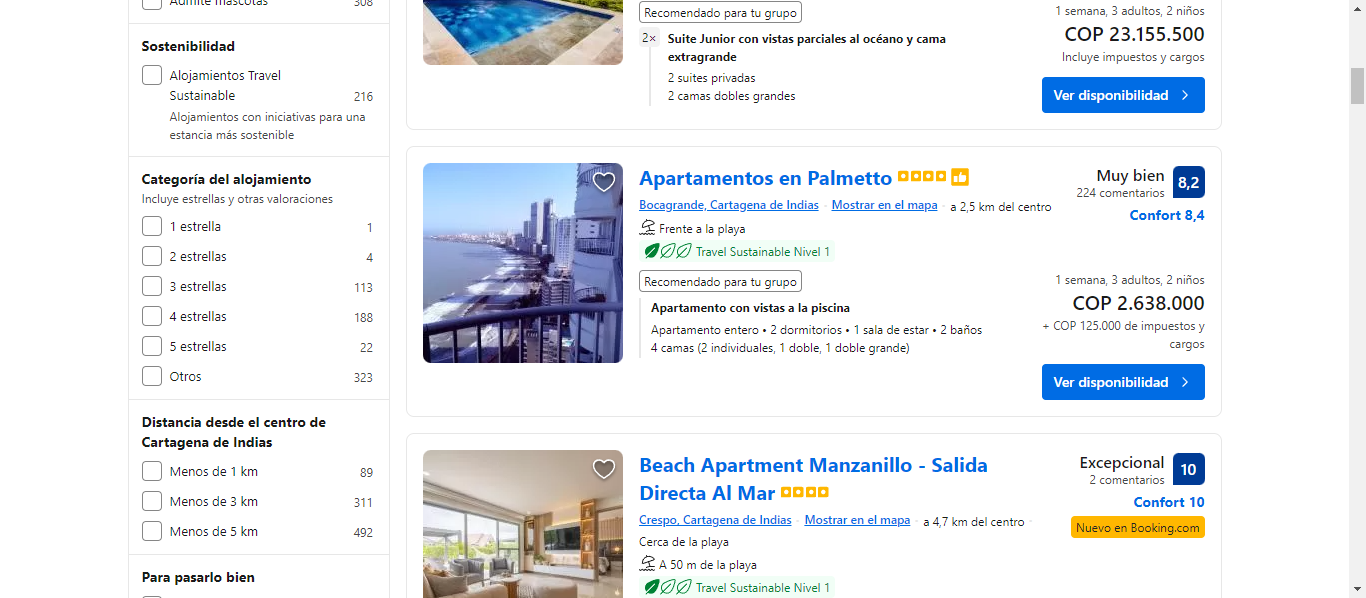 Admite mascotas 308
Sostenibilidad
Alojamientos Travel
Sustainable 216
Alojamientos con iniciativas para una
estancia más sostenible
Categoría del alojamiento
Incluye estrellas y otras valoraciones
1 estrella 1
2 estrellas 4
3 estrellas 113
4 estrellas 188
5 estrellas 22
Otros 323
Distancia desde el centro de
Cartagena de Indias
Menos de 1 km 89
Menos de 3 km 311
Menos de 5 km 492
Para pasarlo bien
Recomendado para tu grupo
2× Suite Junior con vistas parciales al océano y cama
extragrande
2 suites privadas
2 camas dobles grandes
1 semana, 3 adultos, 2 niños
COP 23.155.500
Incluye impuestos y cargos
Ver disponibilidad
Apartamentos en Palmetto
Bocagrande, Cartagena de Indias · Mostrar en el mapa · a 2,5 km del centro
Frente a la playa
Travel Sustainable Nivel 1
Recomendado para tu grupo
Apartamento con vistas a la piscina
Apartamento entero • 2 dormitorios • 1 sala de estar • 2 baños
4 camas (2 individuales, 1 doble, 1 doble grande)
Muy bien 8,2
224 comentarios
Confort 8,4
1 semana, 3 adultos, 2 niños
COP 2.638.000
+ COP 125.000 de impuestos y
cargos
Ver disponibilidad
Beach Apartment Manzanillo - Salida
Directa Al Mar
Crespo, Cartagena de Indias · Mostrar en el mapa · a 4,7 km del centro ·
Cerca de la playa
A 50 m de la playa
Travel Sustainable Nivel 1
Excepcional 10
2 comentarios
Confort 10
Nuevo en Booking.com